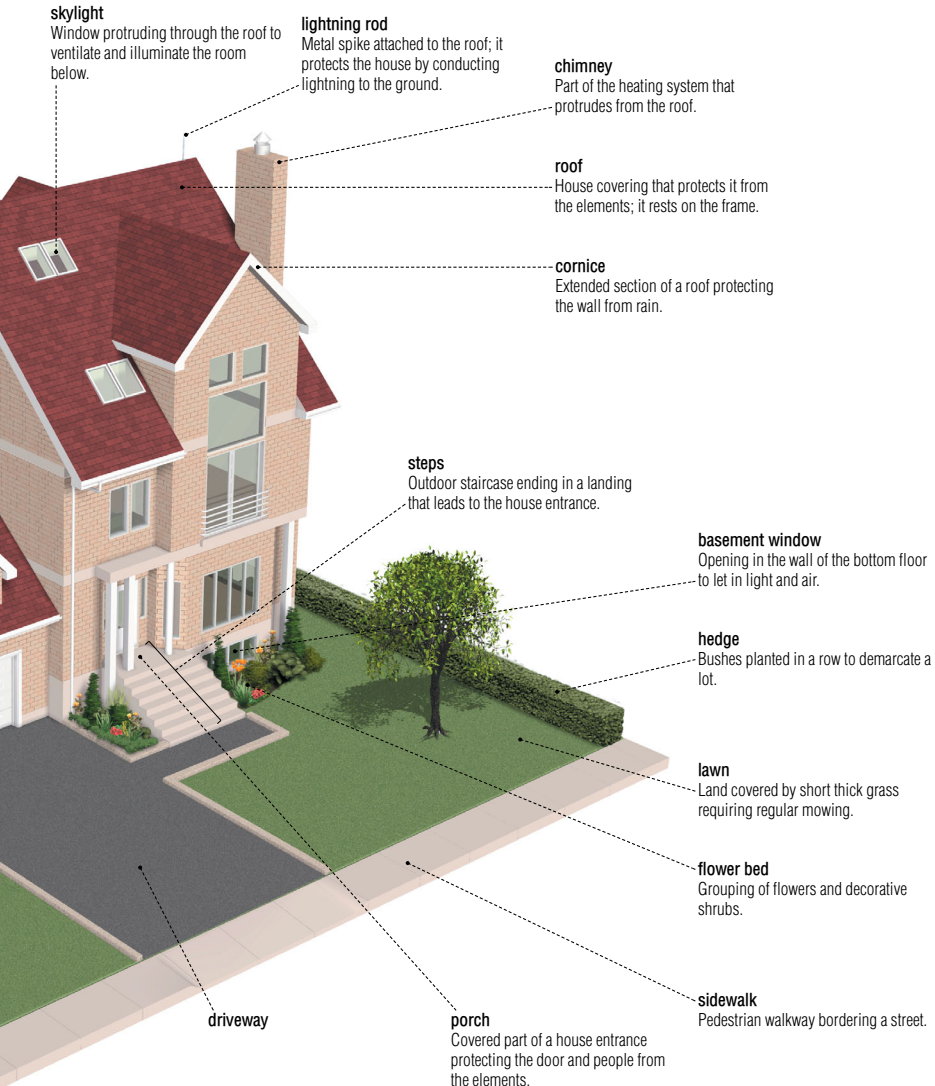 skylight
Window protruding through the roof to
ventilate and illuminate the room
below.
lightning rod
Metal spike attached to the roof; it
protects the house by conducting
lightning to the ground.
chimney
Part of the heating system that
protrudes from the roof.
roof
House covering that protects it from
the elements; it rests on the frame.
cornice
Extended section of a roof protecting
the wall from rain.
steps
Outdoor staircase ending in a landing
that leads to the house entrance.
basement window
Opening in the wall of the bottom floor
to let in light and air.
hedge
Bushes planted in a row to demarcate a
lot.
lawn
Land covered by short thick grass
requiring regular mowing.
flower bed
Grouping of flowers and decorative
shrubs.
sidewalk
Pedestrian walkway bordering a street.
driveway
porch
Covered part of a house entrance
protecting the door and people from
the elements.